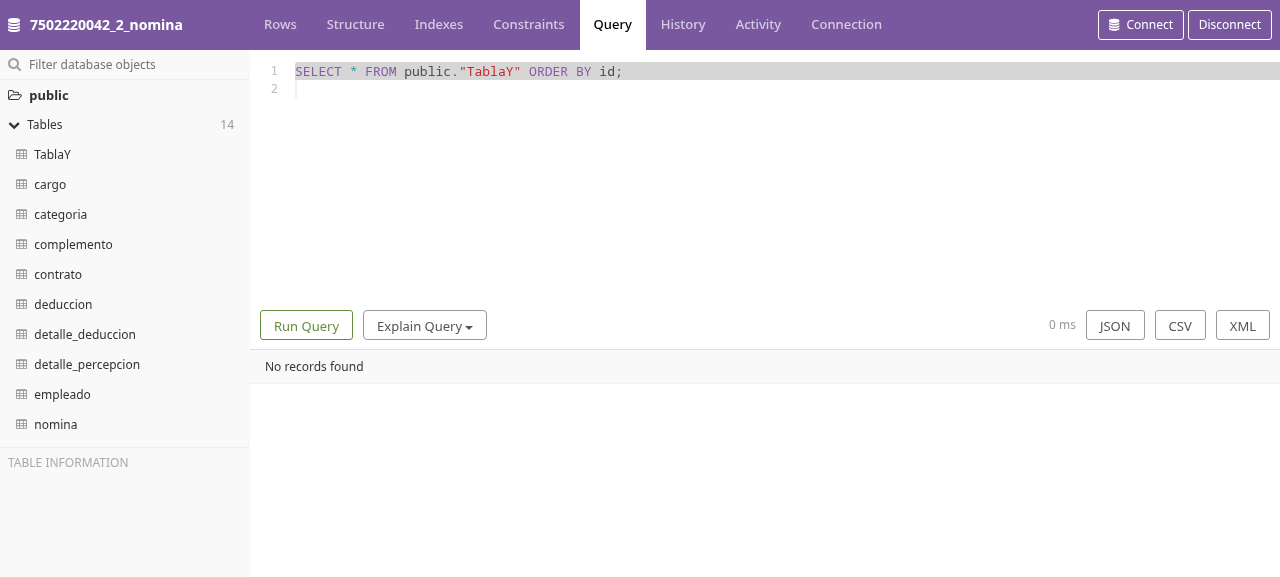 7502220042_2_nomina
Rows Structure Indexes Constraints Query History Activity Connection
Connect Disconnect
Filter database objects
public
Tables 14
TablaY
cargo
categoria
complemento
contrato
deduccion
detalle_deduccion
detalle_percepcion
empleado
nomina
TABLE INFORMATION
1 SELECT * FROM public."TablaY" ORDER BY id;
2
Run Query Explain Query 0 ms JSON CSV XML
No records found